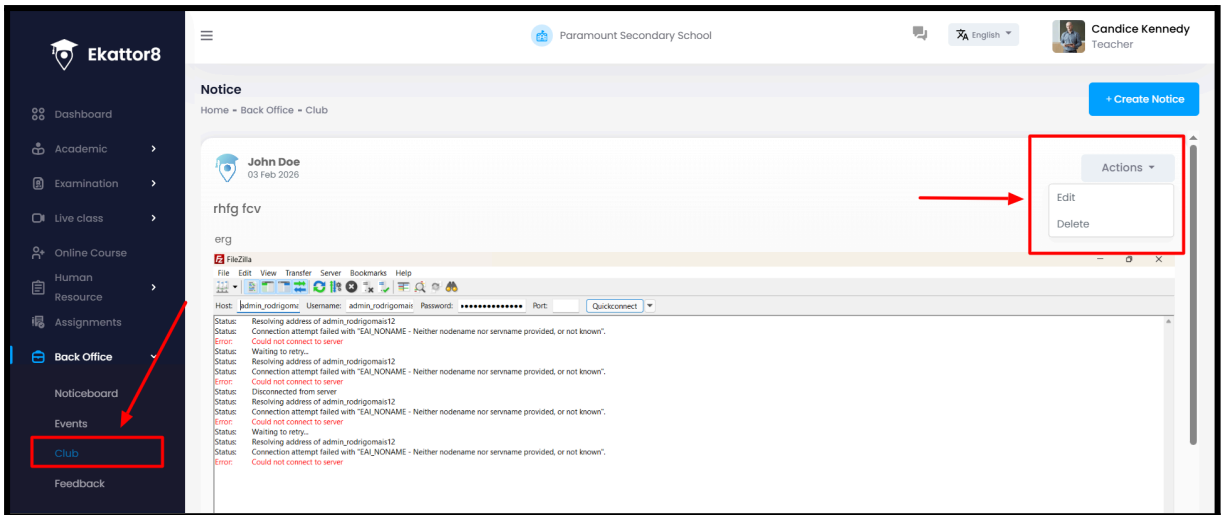 Ekattor8
Paramount Secondary School
English
Candice Kennedy
Teacher
Dashboard
Academic
Examination
Live class
Online Course
Human
Resource
Assignments
Back Office
Noticeboard
Events
Club
Feedback
Notice
Home - Back Office - Club
+ Create Notice
John Doe
03 Feb 2026
Actions
Edit
Delete
rhfg fcv
erg
FileZilla
File Edit View Transfer Server Bookmarks Help
Host: admin_rodrigoma Username: admin_rodrigomais Password: •••••••••••••• Port: Quickconnect
Status: Resolving address of admin_rodrigomais12
Status: Connection attempt failed with "EAI_NONAME - Neither nodename nor servname provided, or not known".
Error: Could not connect to server
Status: Waiting to retry...
Status: Resolving address of admin_rodrigomais12
Status: Connection attempt failed with "EAI_NONAME - Neither nodename nor servname provided, or not known".
Error: Could not connect to server
Status: Disconnected from server
Status: Resolving address of admin_rodrigomais12
Status: Connection attempt failed with "EAI_NONAME - Neither nodename nor servname provided, or not known".
Error: Could not connect to server
Status: Waiting to retry...
Status: Resolving address of admin_rodrigomais12
Status: Connection attempt failed with "EAI_NONAME - Neither nodename nor servname provided, or not known".
Error: Could not connect to server